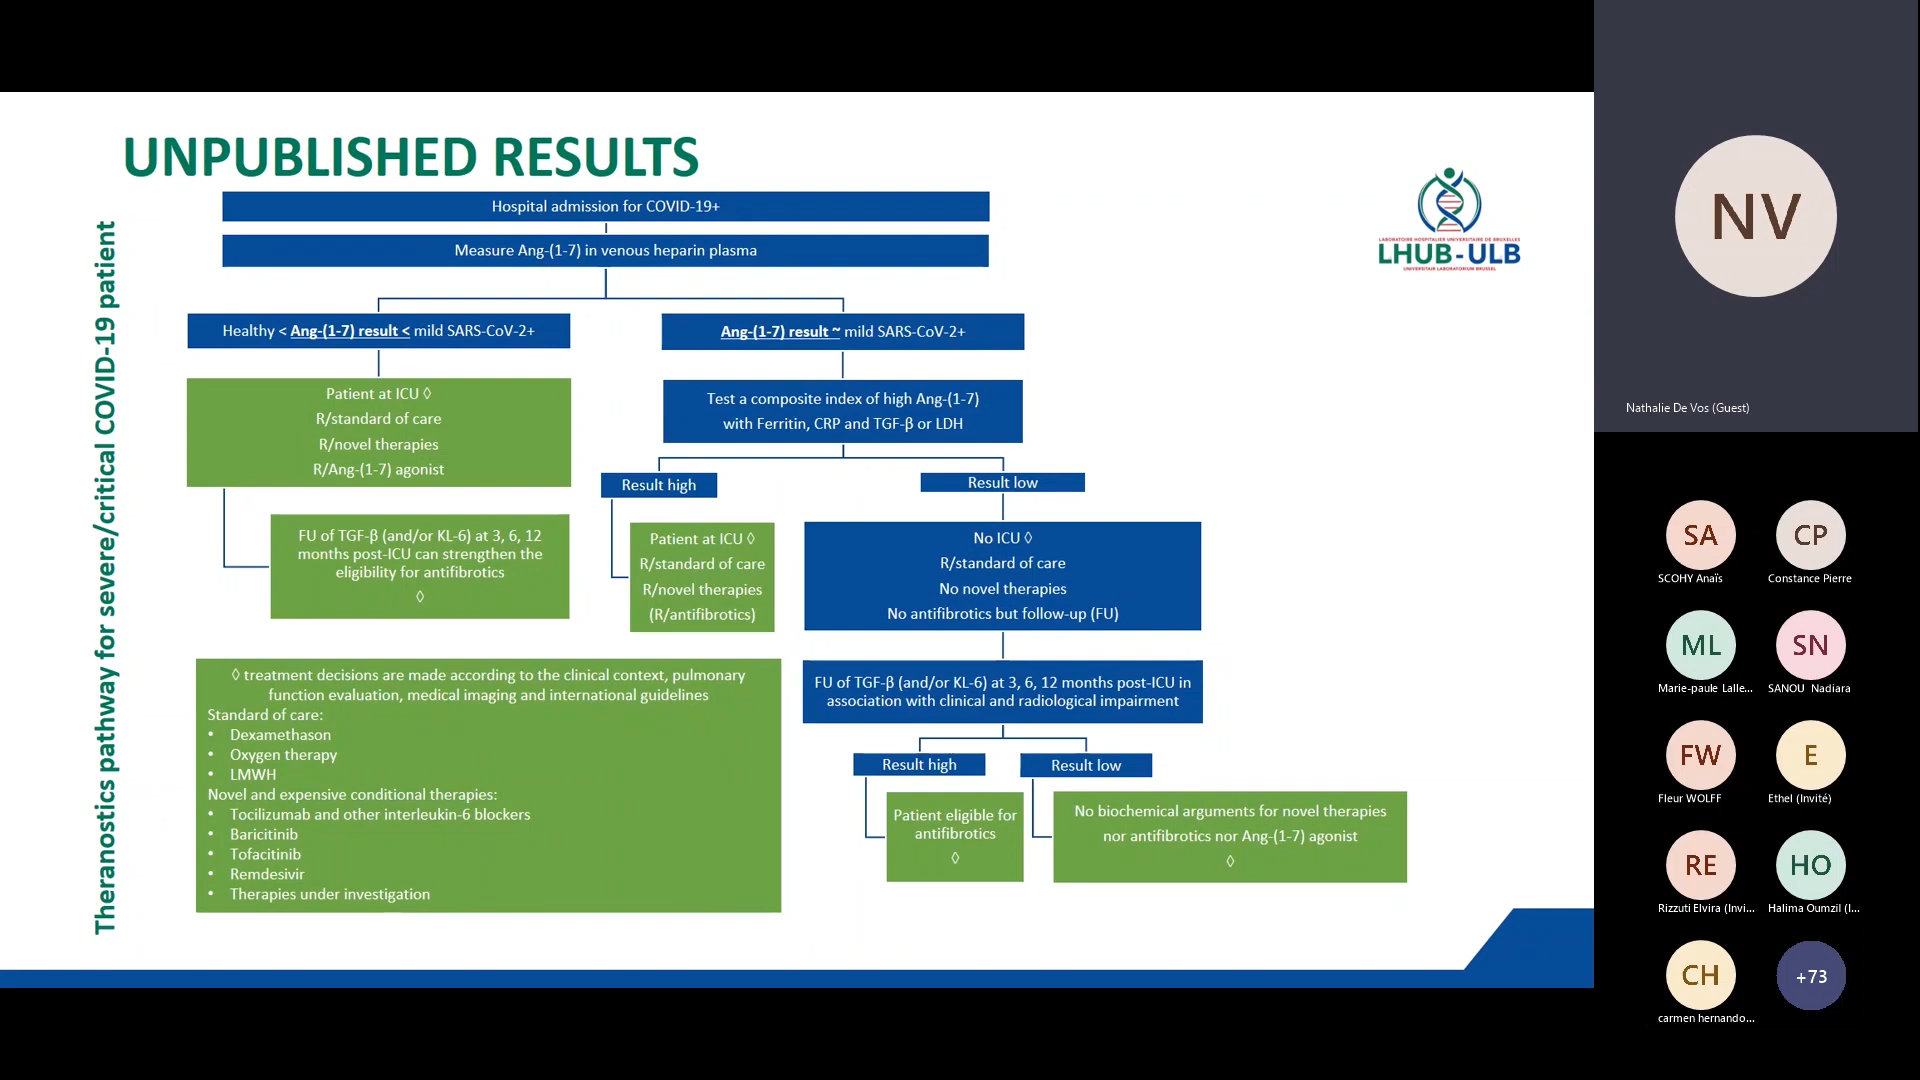 UNPUBLISHED RESULTS
Theranostics pathway for severe/critical COVID-19 patient
Hospital admission for COVID-19+
Measure Ang-(1-7) in venous heparin plasma
Healthy < Ang-(1-7) result < mild SARS-CoV-2+
Ang-(1-7) result ~ mild SARS-CoV-2+
Patient at ICU ◊
R/standard of care
R/novel therapies
R/Ang-(1-7) agonist
Test a composite index of high Ang-(1-7)
with Ferritin, CRP and TGF-β or LDH
Result high
Result low
FU of TGF-β (and/or KL-6) at 3, 6, 12
months post-ICU can strengthen the
eligibility for antifibrotics
◊
Patient at ICU ◊
R/standard of care
R/novel therapies
(R/antifibrotics)
No ICU ◊
R/standard of care
No novel therapies
No antifibrotics but follow-up (FU)
◊ treatment decisions are made according to the clinical context, pulmonary
function evaluation, medical imaging and international guidelines
Standard of care:
• Dexamethason
• Oxygen therapy
• LMWH
Novel and expensive conditional therapies:
• Tocilizumab and other interleukin-6 blockers
• Baricitinib
• Tofacitinib
• Remdesivir
• Therapies under investigation
FU of TGF-β (and/or KL-6) at 3, 6, 12 months post-ICU in
association with clinical and radiological impairment
Result high
Result low
Patient eligible for
antifibrotics
◊
No biochemical arguments for novel therapies
nor antifibrotics nor Ang-(1-7) agonist
◊
LABORATOIRE HOSPITALIER UNIVERSITAIRE DE BRUXELLES
LHUB-ULB
UNIVERSITAIR LABORATORIUM BRUSSEL
NV
Nathalie De Vos (Guest)
SA
SCOHY Anaïs
CP
Constance Pierre
ML
Marie-paule Lalle...
SN
SANOU Nadiara
FW
Fleur WOLFF
E
Ethel (Invité)
RE
Rizzuti Elvira (Invi...
HO
Halima Oumzil (I...
CH
carmen hernando...
+73